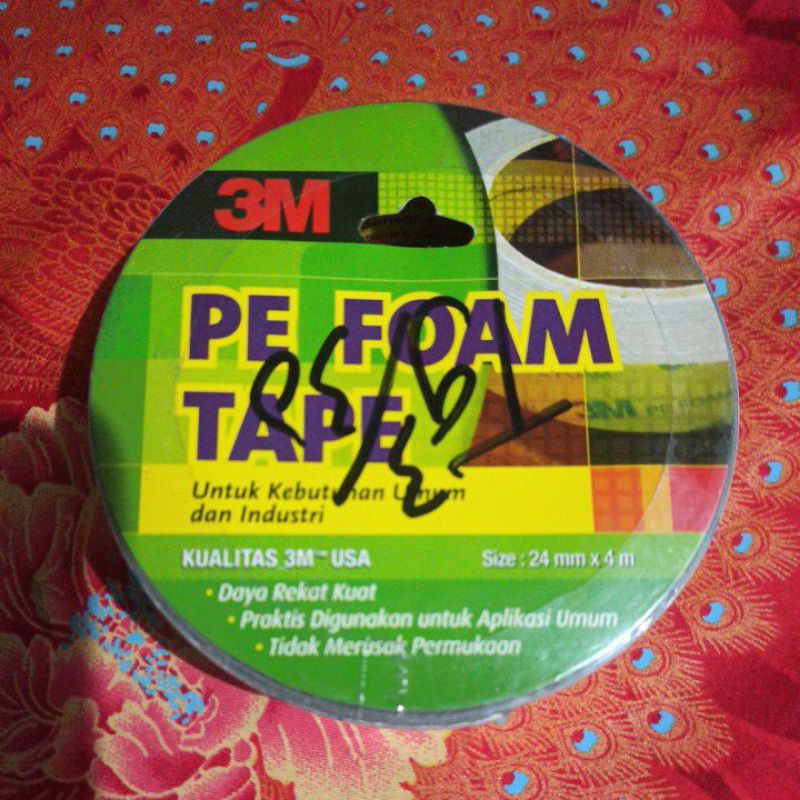 3M
PE FOAM
TAPE
Untuk Kebutuhan Umum
dan Industri
KUALITAS 3M™ USA
Size : 24 mm x 4 m
• Daya Rekat Kuat
• Praktis Digunakan untuk Aplikasi Umum
• Tidak Merusak Permukaan